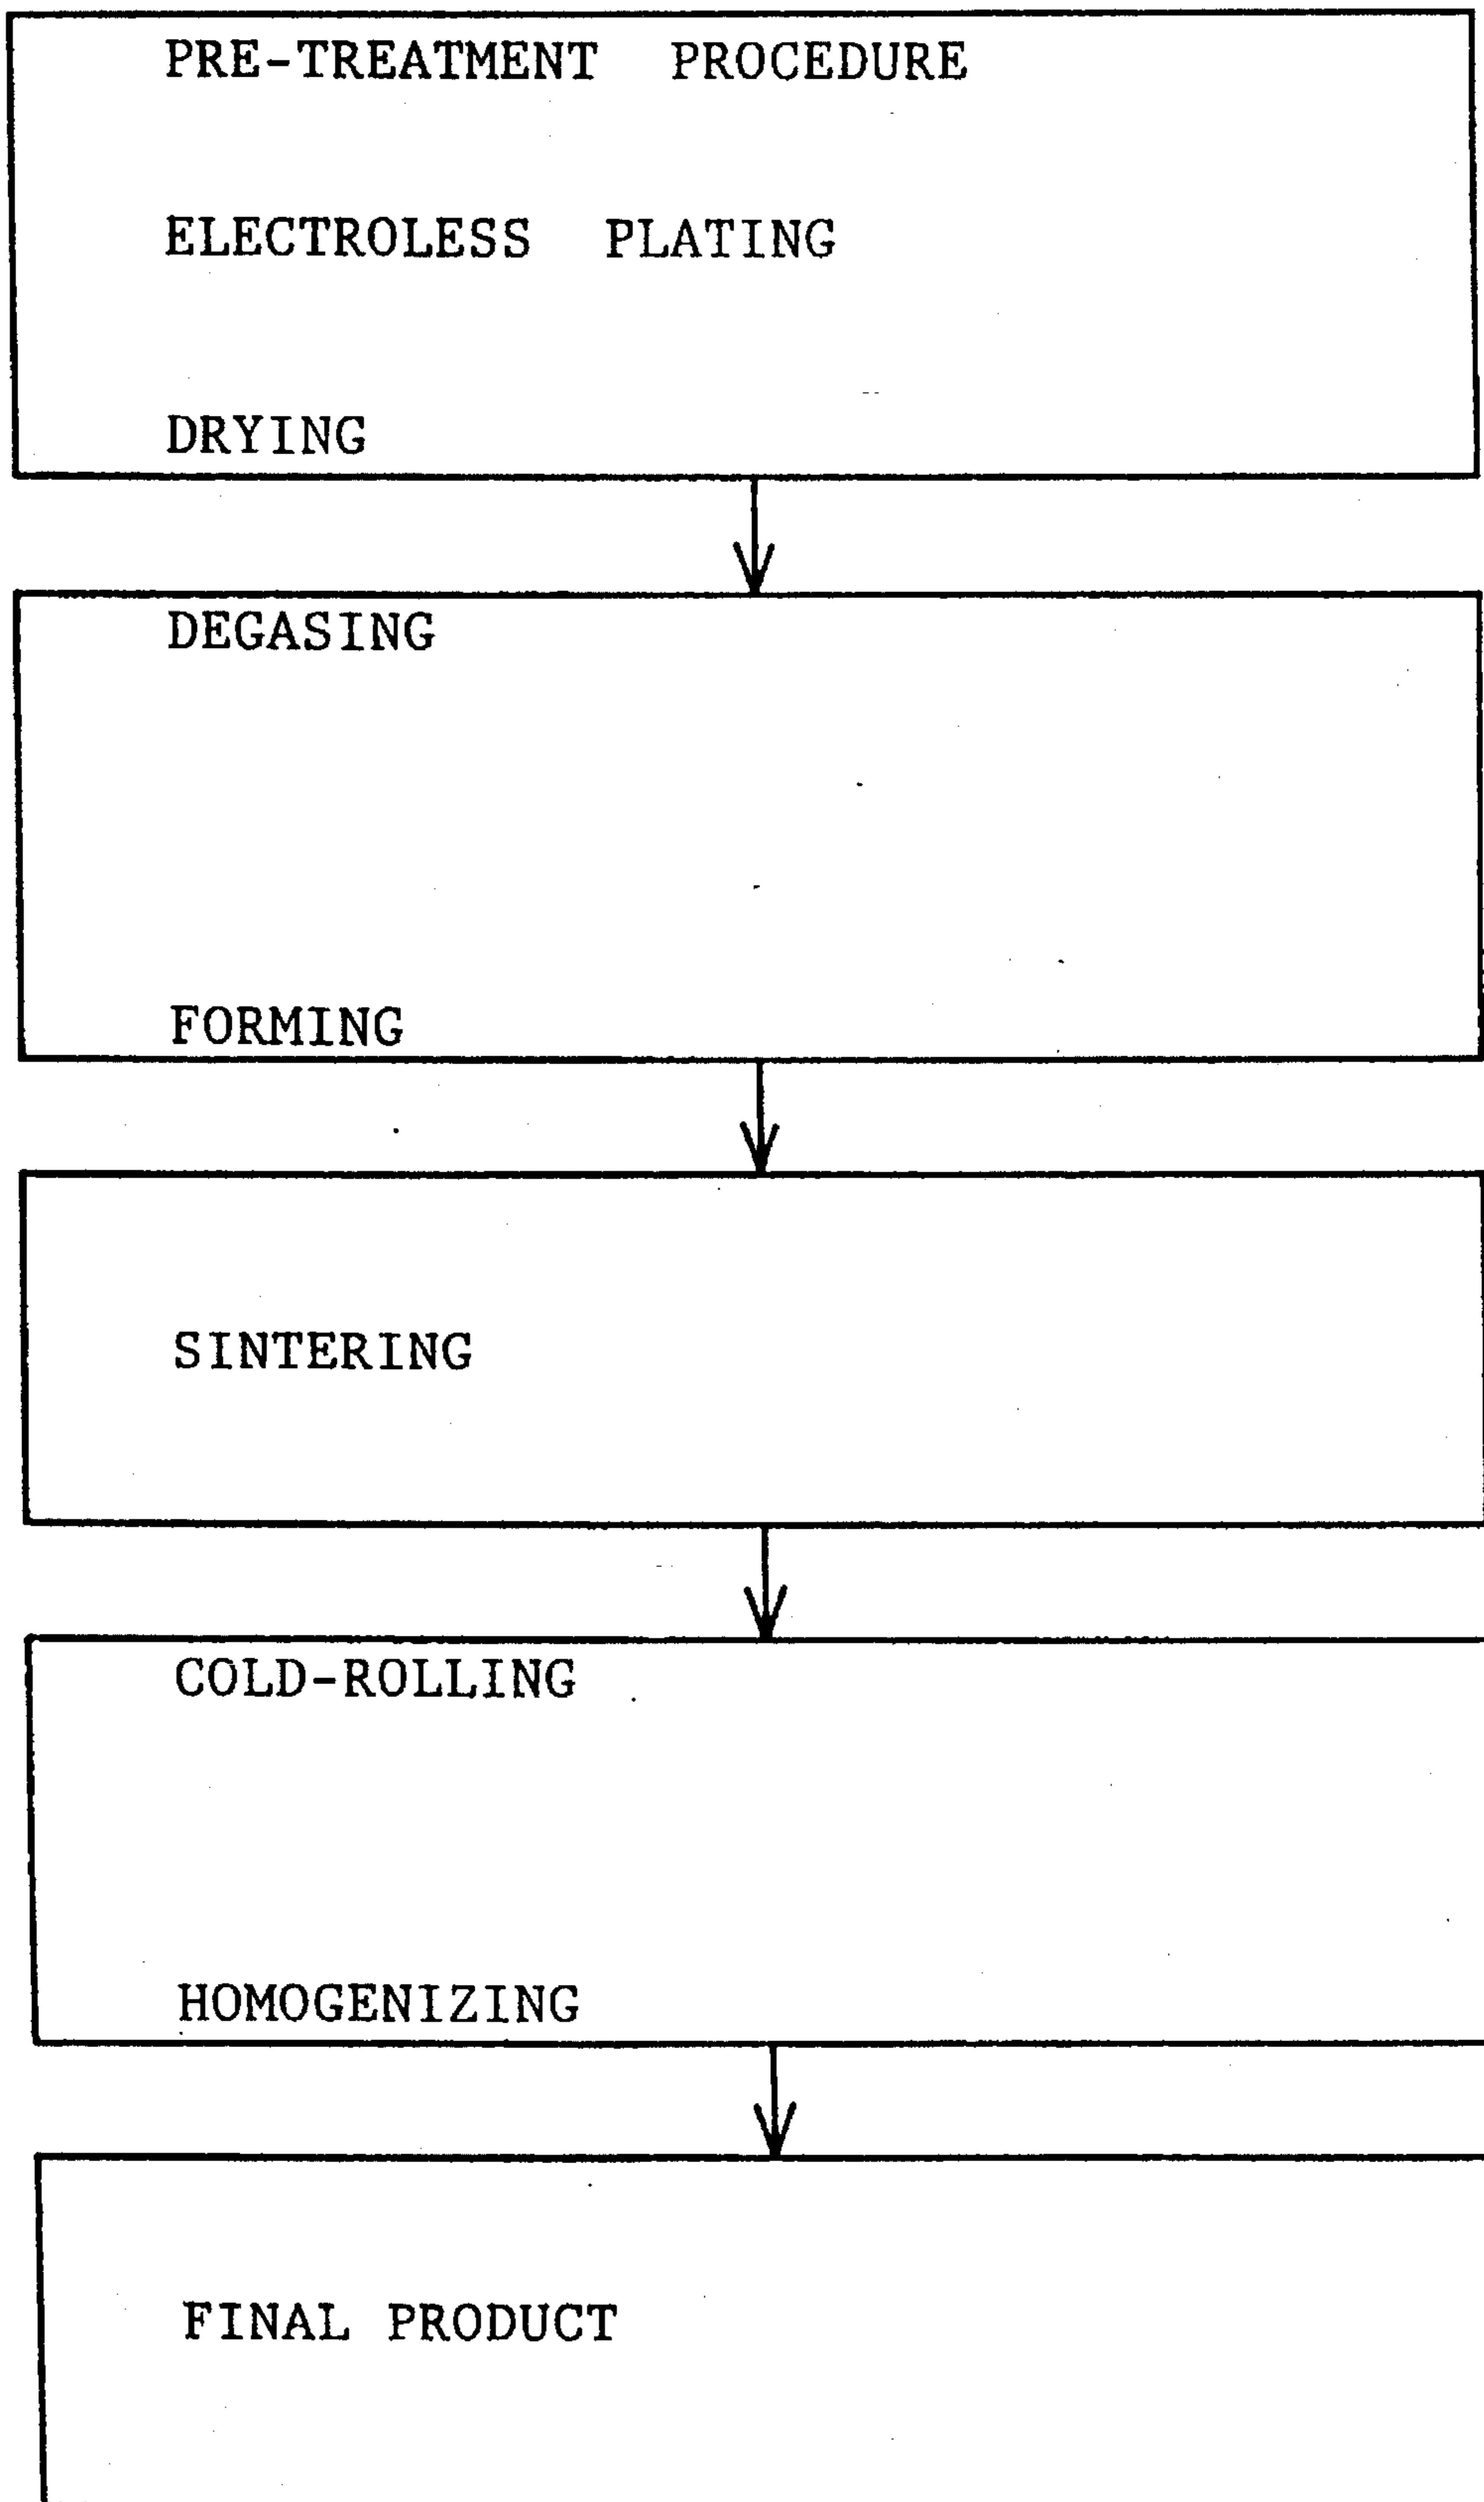 PRE-TREATMENT PROCEDURE
ELECTROLESS PLATING
DRYING
DEGASING
FORMING
SINTERING
COLD-ROLLING
HOMOGENIZING
FINAL PRODUCT